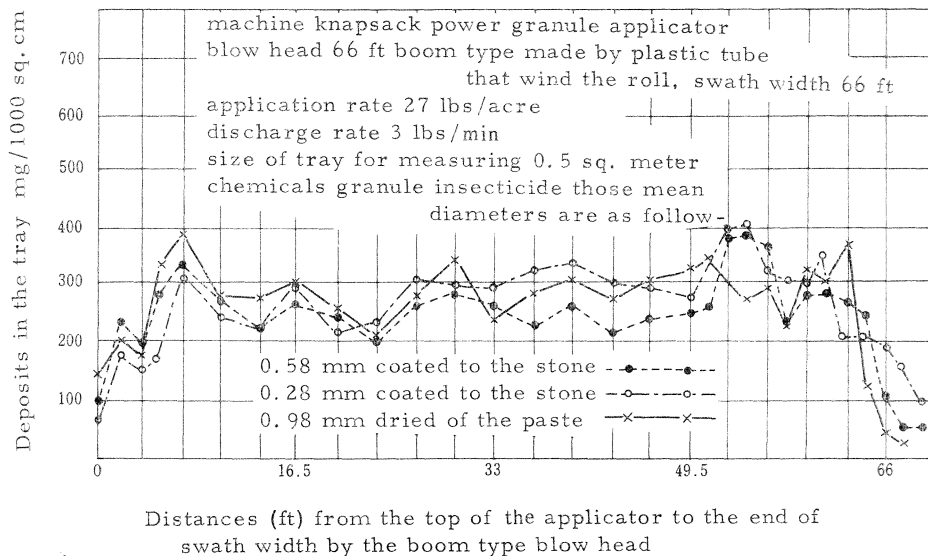 machine knapsack power granule applicator
blow head 66 ft boom type made by plastic tube
that wind the roll, swath width 66 ft
application rate 27 lbs/acre
discharge rate 3 lbs/min
size of tray for measuring 0.5 sq. meter
chemicals granule insecticide those mean
diameters are as follow-
Deposits in the tray mg/1000 sq.cm
700
600
500
400
300
200
100
0.58 mm coated to the stone
0.28 mm coated to the stone
0.98 mm dried of the paste
0 16.5 33 49.5 66
Distances (ft) from the top of the applicator to the end of
swath width by the boom type blow head